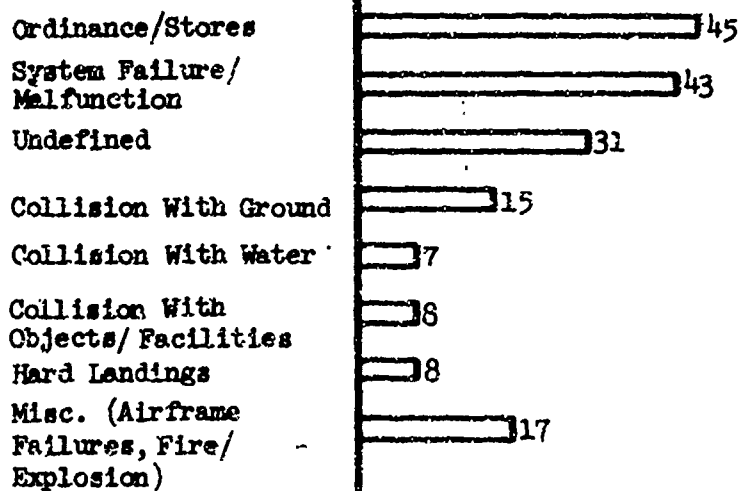 Ordinance/Stores 45
System Failure/
Malfunction 43
Undefined 31
Collision With Ground 15
Collision With Water 7
Collision With
Objects/Facilities 8
Hard Landings 8
Misc. (Airframe
Failures, Fire/ 17
Explosion)